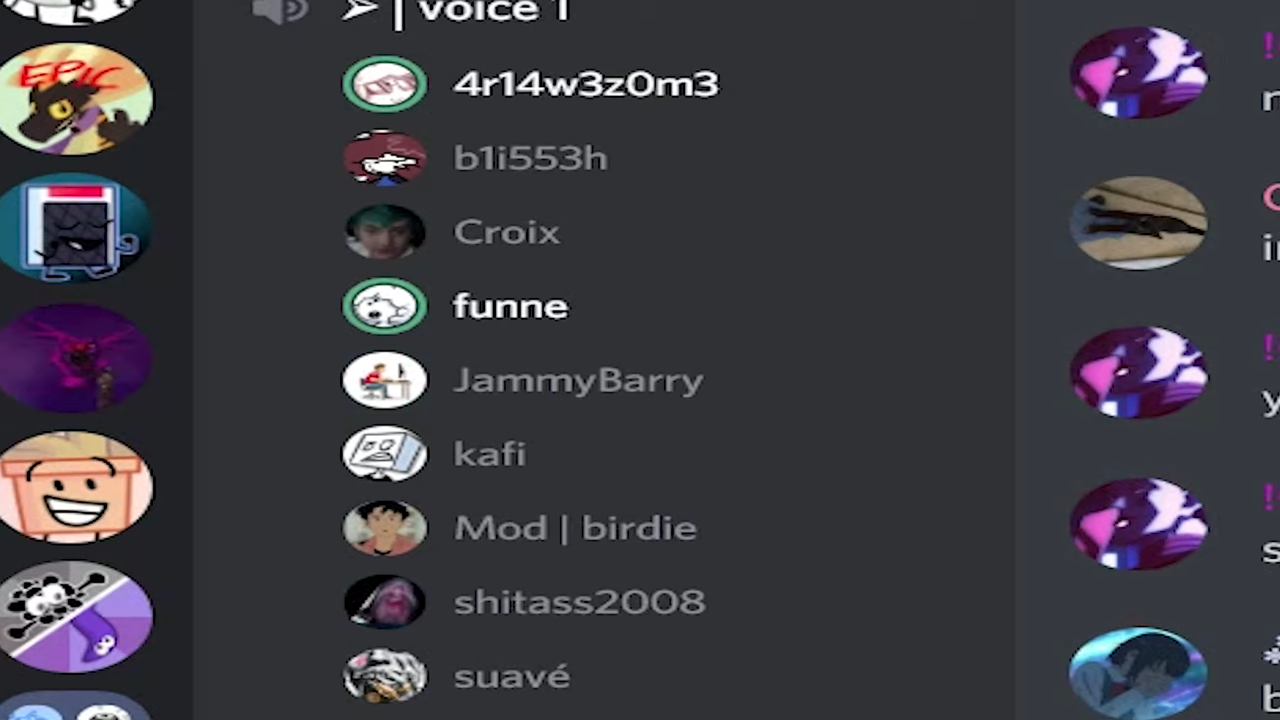 ➢ | voice 1
EPIC
4r14w3z0m3
b1i553h
Croix
funne
JammyBarry
kafi
Mod | birdie
shitass2008
suavé